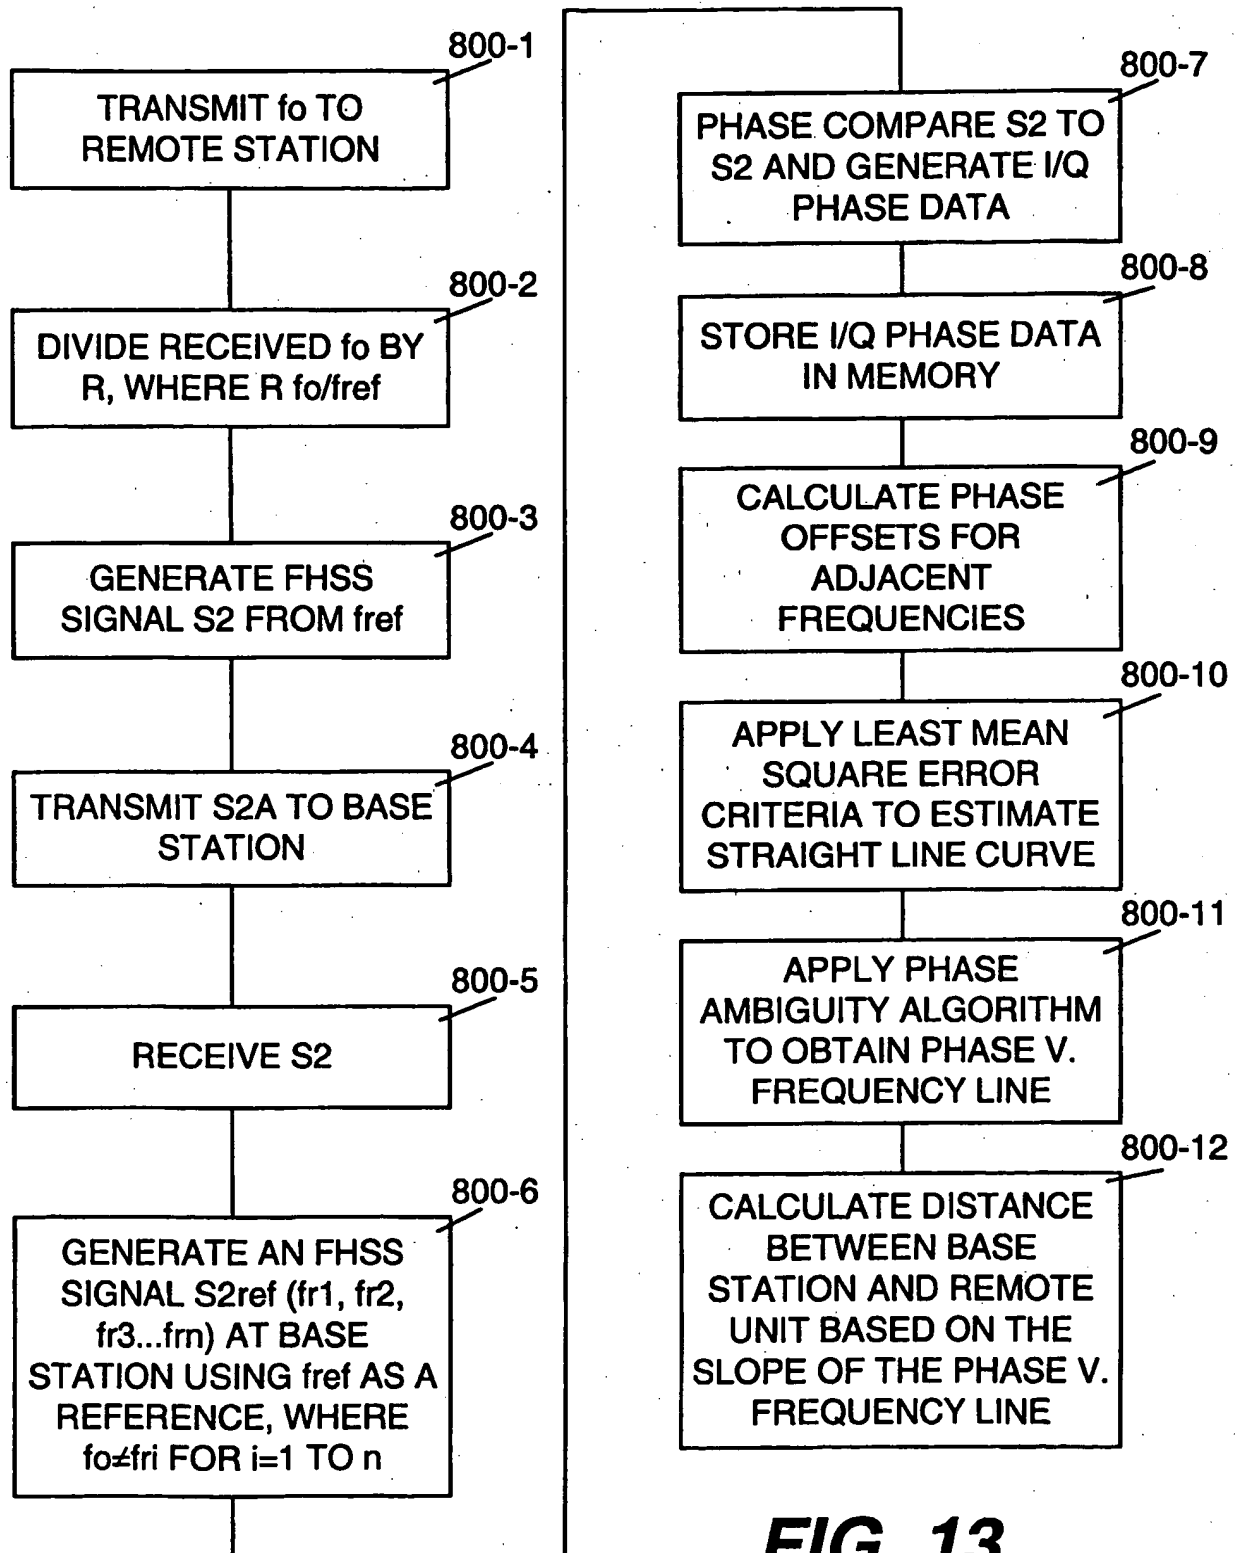 800-1
TRANSMIT fo TO
REMOTE STATION
800-2
DIVIDE RECEIVED fo BY
R, WHERE R fo/fref
800-3
GENERATE FHSS
SIGNAL S2 FROM fref
800-4
TRANSMIT S2A TO BASE
STATION
800-5
RECEIVE S2
800-6
GENERATE AN FHSS
SIGNAL S2ref (fr1, fr2,
fr3...frn) AT BASE
STATION USING fref AS A
REFERENCE, WHERE
fo≠fri FOR i=1 TO n
800-7
PHASE COMPARE S2 TO
S2 AND GENERATE I/Q
PHASE DATA
800-8
STORE I/Q PHASE DATA
IN MEMORY
800-9
CALCULATE PHASE
OFFSETS FOR
ADJACENT
FREQUENCIES
800-10
APPLY LEAST MEAN
SQUARE ERROR
CRITERIA TO ESTIMATE
STRAIGHT LINE CURVE
800-11
APPLY PHASE
AMBIGUITY ALGORITHM
TO OBTAIN PHASE V.
FREQUENCY LINE
800-12
CALCULATE DISTANCE
BETWEEN BASE
STATION AND REMOTE
UNIT BASED ON THE
SLOPE OF THE PHASE V.
FREQUENCY LINE
FIG. 13